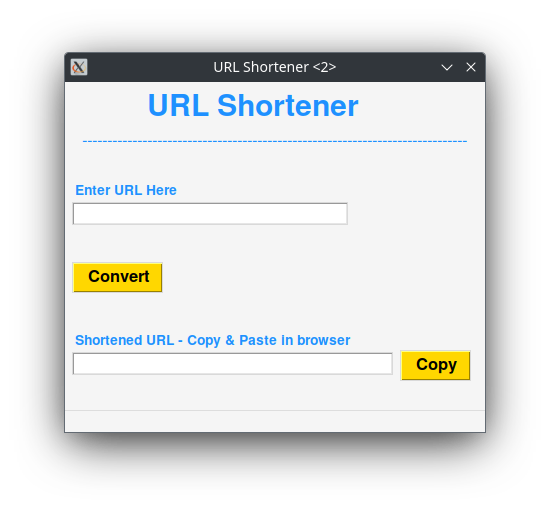 URL Shortener <2>
URL Shortener
--------------------------------------------------------------------------------
Enter URL Here
Convert
Shortened URL - Copy & Paste in browser
Copy